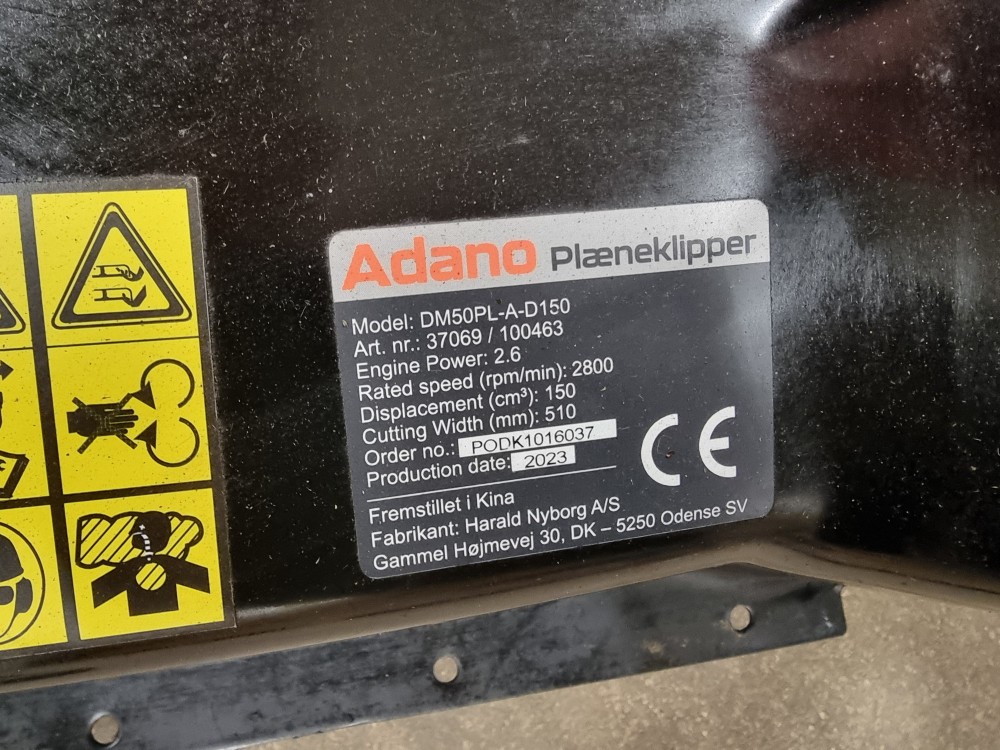 Adano Plæneklipper
Model: DM50PL-A-D150
Art. nr.: 37069 / 100463
Engine Power: 2.6
Rated speed (rpm/min): 2800
Displacement (cm³): 150
Cutting Width (mm): 510
Order no.: PODK1016037
Production date: 2023
CE
Fremstillet i Kina
Fabrikant: Harald Nyborg A/S
Gammel Højmevej 30, DK – 5250 Odense SV